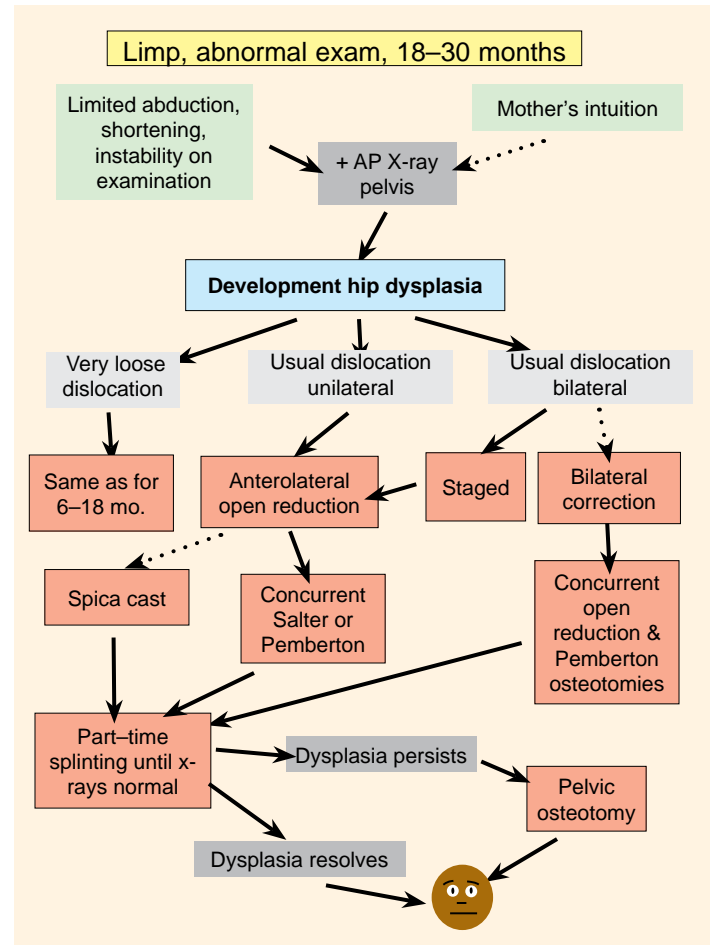 Limp, abnormal exam, 18–30 months
Limited abduction,
shortening,
instability on
examination
Mother’s intuition
+ AP X-ray
pelvis
Development hip dysplasia
Very loose
dislocation
Usual dislocation
unilateral
Usual dislocation
bilateral
Same as for
6–18 mo.
Anterolateral
open reduction
Staged
Bilateral
correction
Spica cast
Concurrent
Salter or
Pemberton
Concurrent
open
reduction &
Pemberton
osteotomies
Part–time
splinting until x-
rays normal
Dysplasia persists
Pelvic
osteotomy
Dysplasia resolves